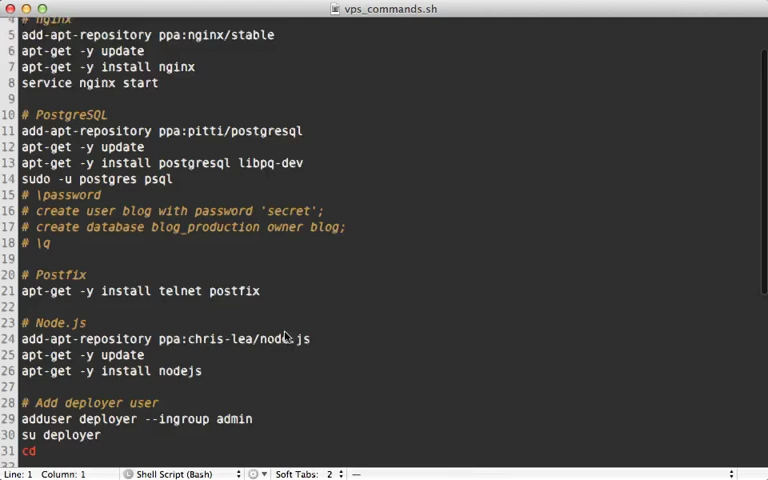 vps_commands.sh
4 # nginx
5 add-apt-repository ppa:nginx/stable
6 apt-get -y update
7 apt-get -y install nginx
8 service nginx start
9
10 # PostgreSQL
11 add-apt-repository ppa:pitti/postgresql
12 apt-get -y update
13 apt-get -y install postgresql libpq-dev
14 sudo -u postgres psql
15 # \password
16 # create user blog with password 'secret';
17 # create database blog_production owner blog;
18 # \q
19
20 # Postfix
21 apt-get -y install telnet postfix
22
23 # Node.js
24 add-apt-repository ppa:chris-lea/node.js
25 apt-get -y update
26 apt-get -y install nodejs
27
28 # Add deployer user
29 adduser deployer --ingroup admin
30 su deployer
31 cd
Line: 1 Column: 1 Shell Script (Bash) Soft Tabs: 2 —